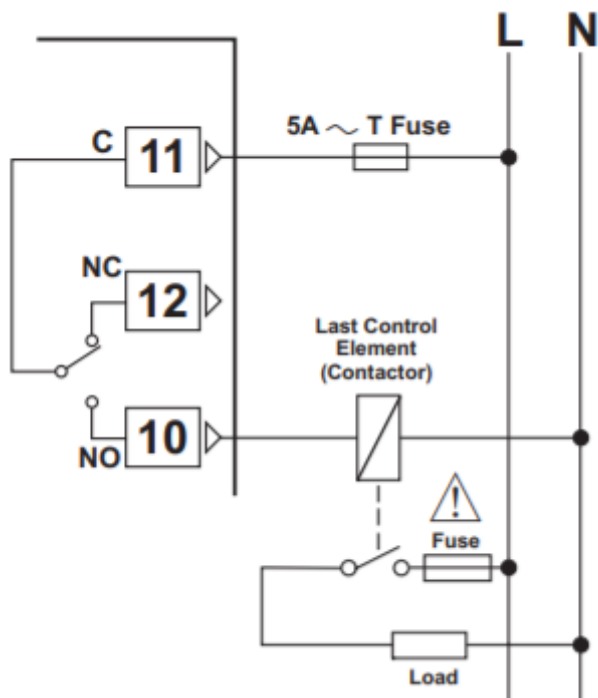 L N
5A ~ T Fuse
C 11
NC 12
Last Control
Element
(Contactor)
10
NO
Fuse
Load